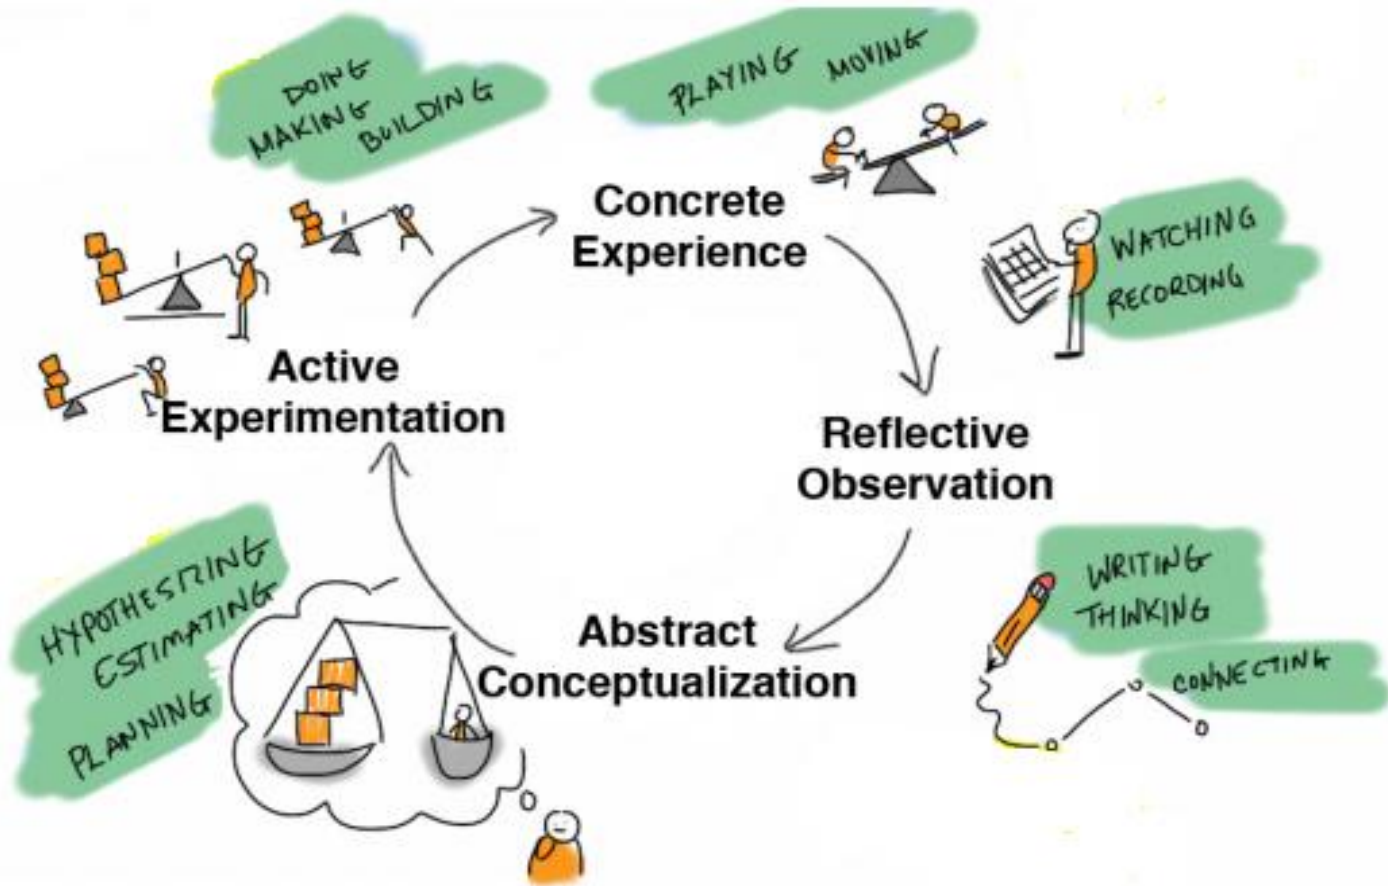 DOING
MAKING
BUILDING
PLAYING MOVING
Concrete
Experience
WATCHING
RECORDING
Active
Experimentation
Reflective
Observation
WRITING
THINKING
CONNECTING
Abstract
Conceptualization
HYPOTHESIZING
ESTIMATING
PLANNING